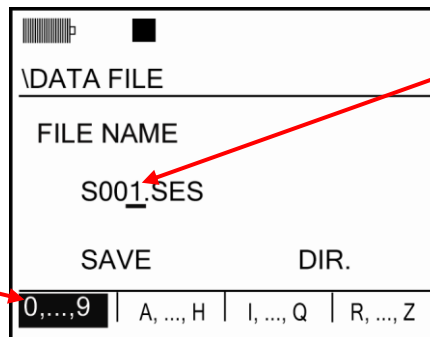 \DATA FILE
FILE NAME
S001.SES
SAVE DIR.
0,...,9 A, ..., H I, ..., Q R, ..., Z